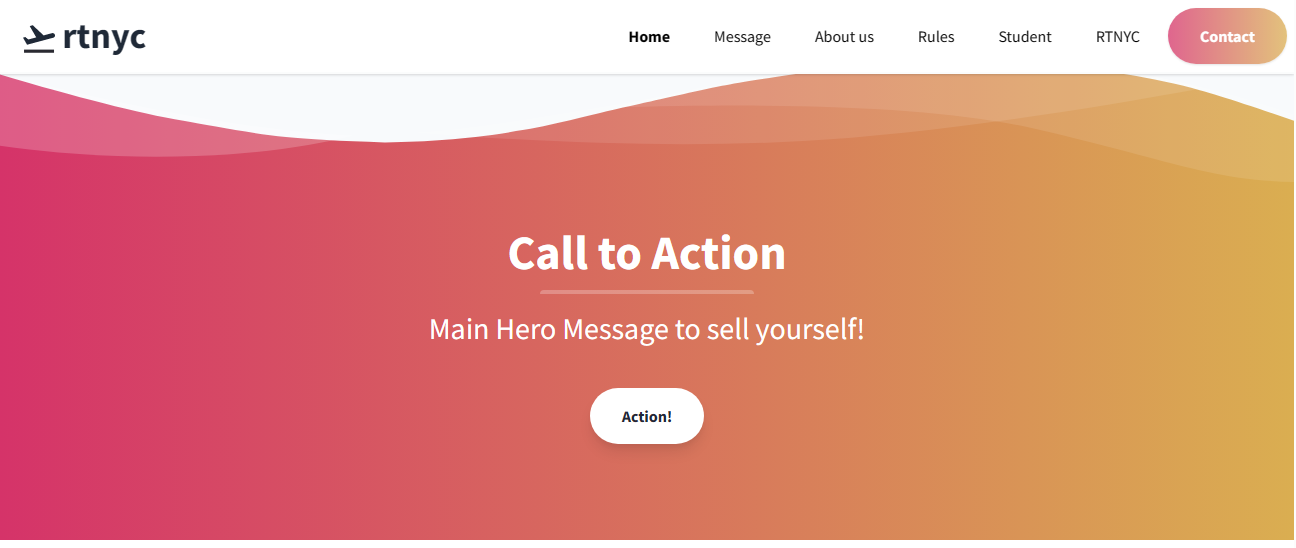 rtnyc
Home Message About us Rules Student RTNYC Contact
Call to Action
Main Hero Message to sell yourself!
Action!